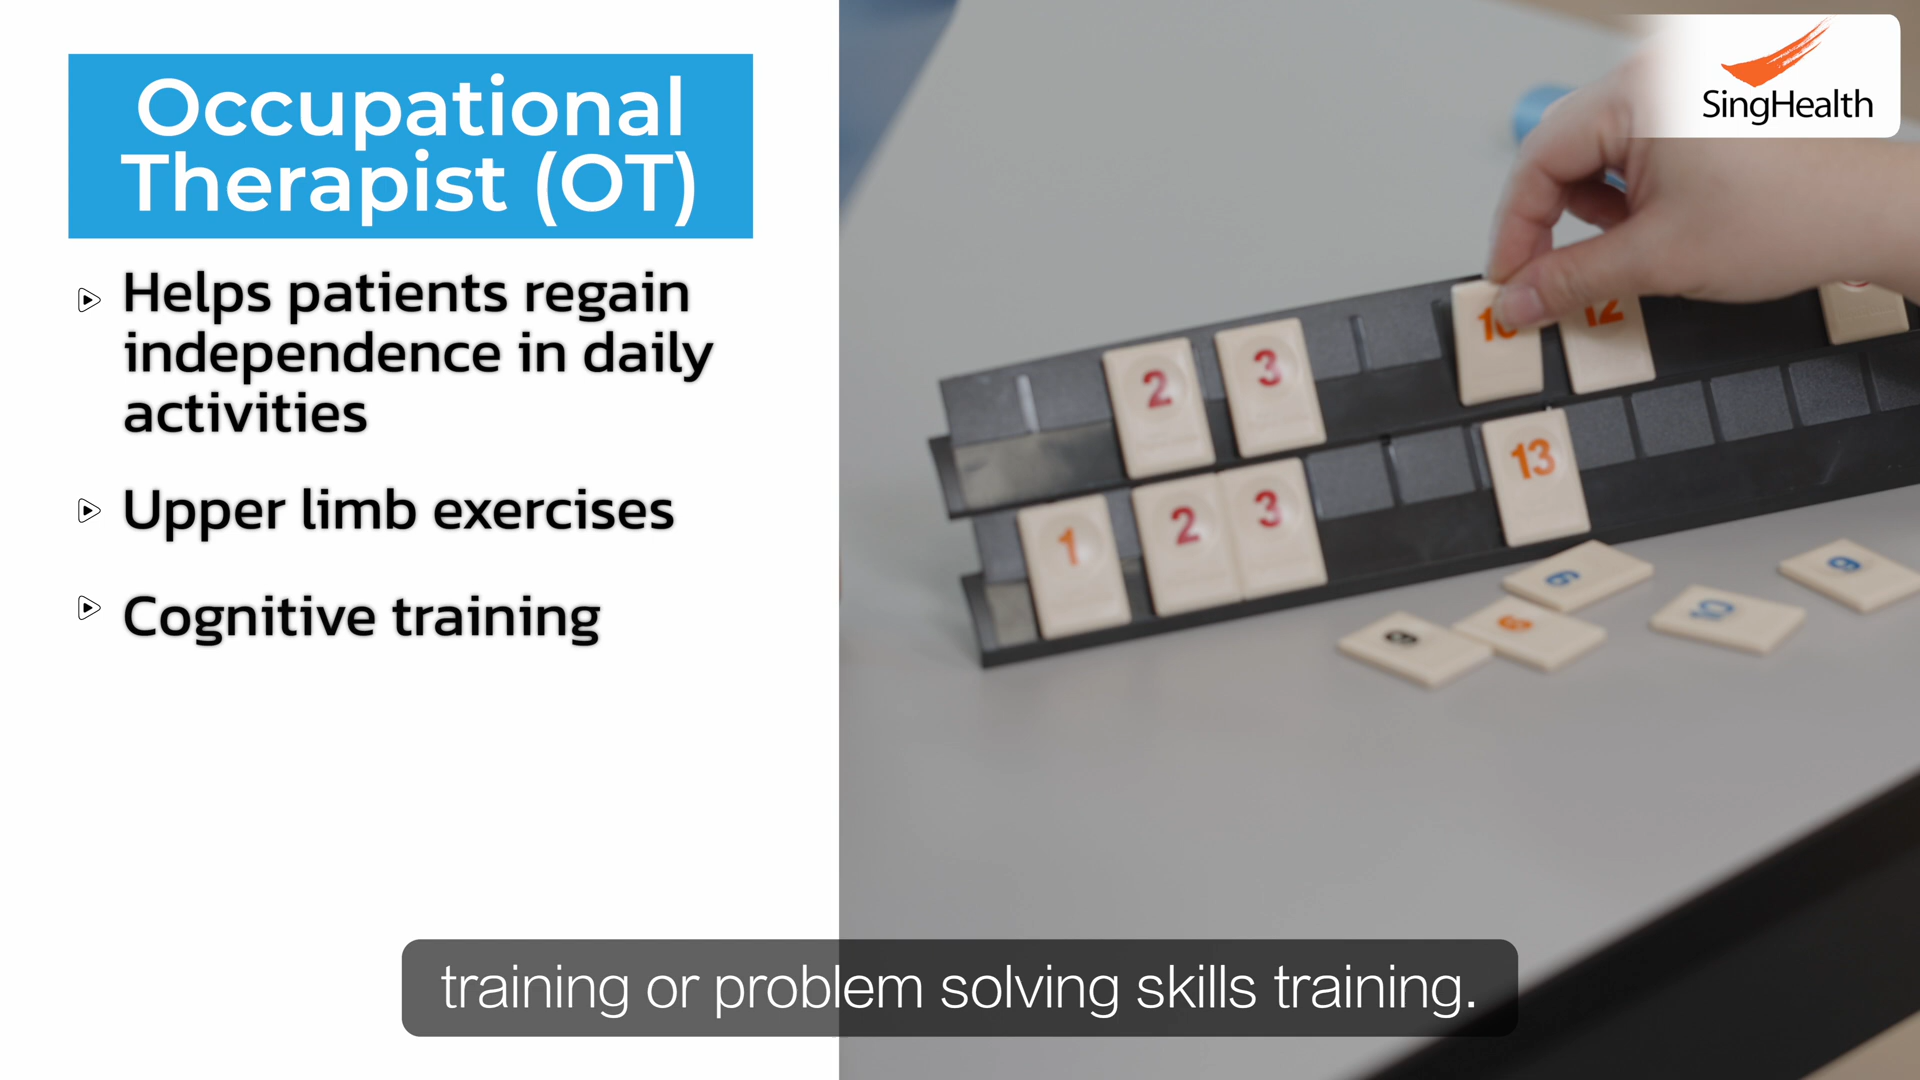 Occupational
Therapist (OT)
Helps patients regain
independence in daily
activities
Upper limb exercises
Cognitive training
SingHealth
2
3
12
13
1
2
3
training or problem solving skills training.